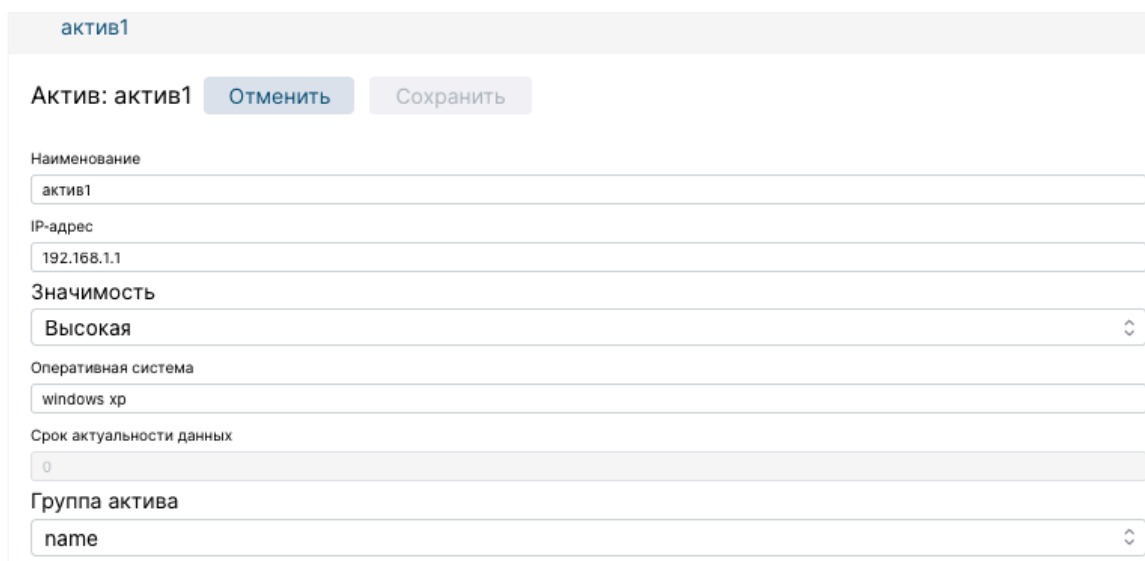 актив1
Актив: актив1 Отменить Сохранить
Наименование
актив1
IP-адрес
192.168.1.1
Значимость
Высокая
Оперативная система
windows xp
Срок актуальности данных
0
Группа актива
name